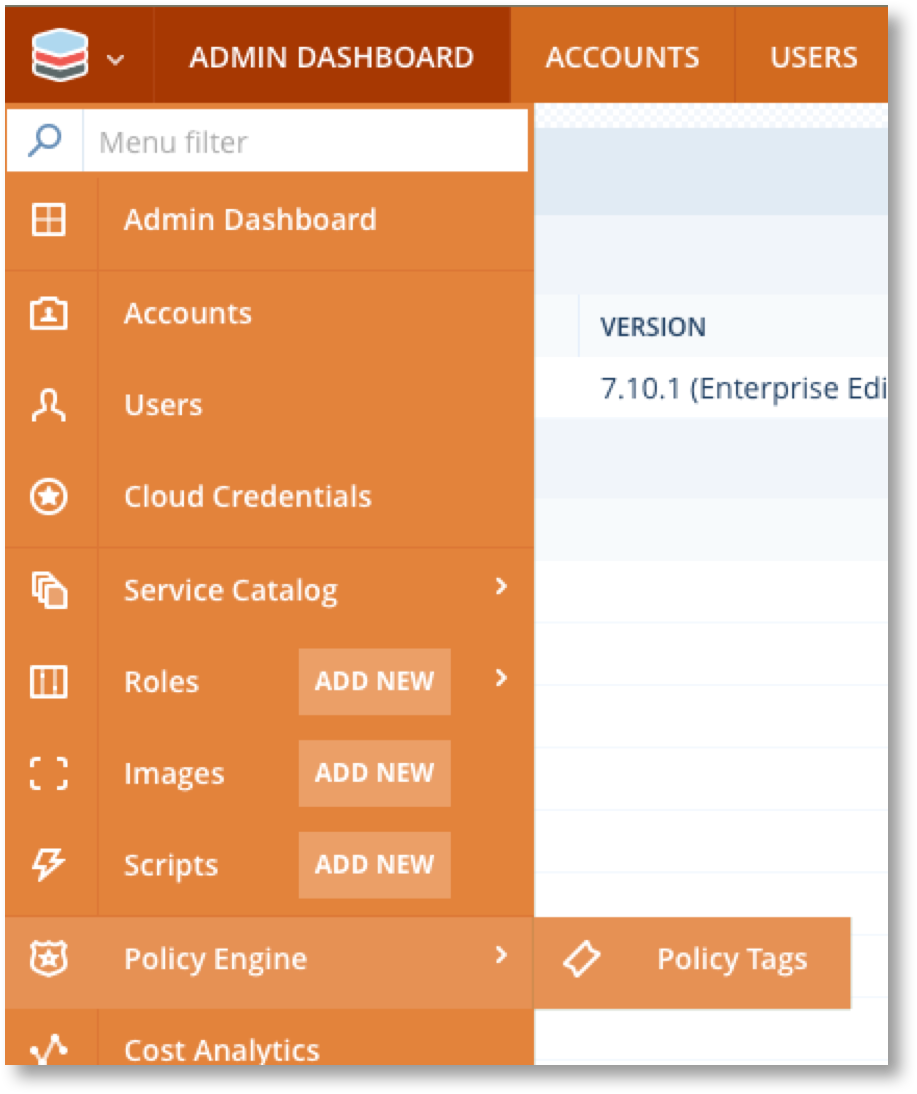 ADMIN DASHBOARD ACCOUNTS USERS
Menu filter
Admin Dashboard
Accounts
VERSION
7.10.1 (Enterprise Edi
Users
Cloud Credentials
Service Catalog
Roles ADD NEW
Images ADD NEW
Scripts ADD NEW
Policy Engine Policy Tags
Cost Analytics